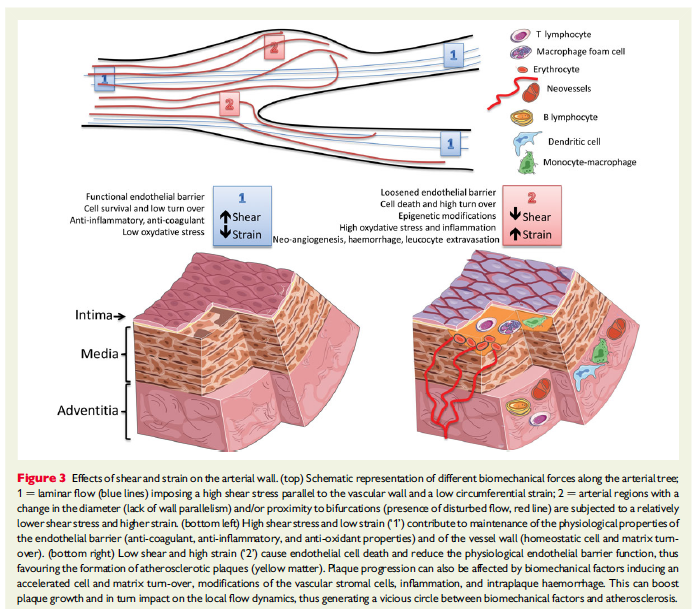 2
1
1
2
1
T lymphocyte
Macrophage foam cell
Erythrocyte
Neovessels
B lymphocyte
Dendritic cell
Monocyte-macrophage
Functional endothelial barrier
Cell survival and low turn over
Anti-inflammatory, anti-coagulant
Low oxydative stress
1
Shear
Strain
Loosened endothelial barrier
Cell death and high turn over
Epigenetic modifications
High oxydative stress and inflammation
Neo-angiogenesis, haemorrhage, leucocyte extravasation
2
Shear
Strain
Intima
Media
Adventitia
Figure 3 Effects of shear and strain on the arterial wall. (top) Schematic representation of different biomechanical forces along the arterial tree;
1 = laminar flow (blue lines) imposing a high shear stress parallel to the vascular wall and a low circumferential strain; 2 = arterial regions with a
change in the diameter (lack of wall parallelism) and/or proximity to bifurcations (presence of disturbed flow, red line) are subjected to a relatively
lower shear stress and higher strain. (bottom left) High shear stress and low strain ('1') contribute to maintenance of the physiological properties of
the endothelial barrier (anti-coagulant, anti-inflammatory, and anti-oxidant properties) and of the vessel wall (homeostatic cell and matrix turn-
over). (bottom right) Low shear and high strain ('2') cause endothelial cell death and reduce the physiological endothelial barrier function, thus
favouring the formation of atherosclerotic plaques (yellow matter). Plaque progression can also be affected by biomechanical factors inducing an
accelerated cell and matrix turn-over, modifications of the vascular stromal cells, inflammation, and intraplaque haemorrhage. This can boost
plaque growth and in turn impact on the local flow dynamics, thus generating a vicious circle between biomechanical factors and atherosclerosis.